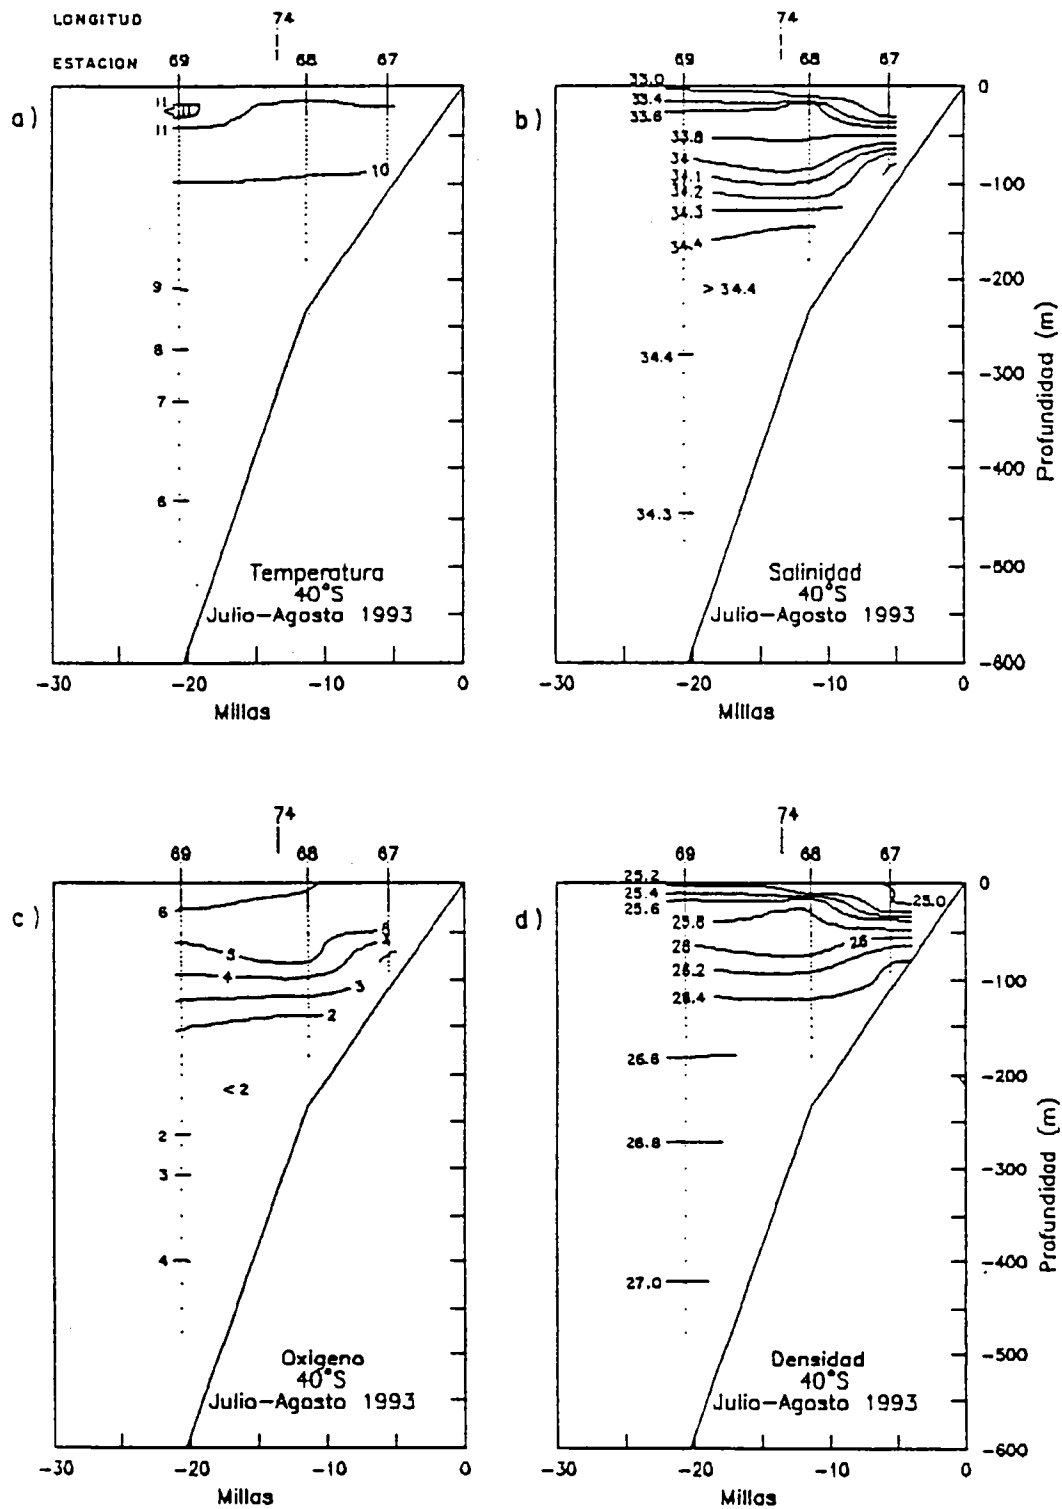 LONGITUD 74
ESTACION 69 68 67
a)
11
11
10
9
8
7
6
Temperatura
40°S
Julio-Agosto 1993
-30 -20 -10 0
Millas
74
69 68 67
b)
33.0
33.4
33.6
33.8
34
34.1
34.2
34.3
34.4
> 34.4
34.4
34.3
Salinidad
40°S
Julio-Agosto 1993
0
-100
-200
-300
-400
-500
-600
Profundidad (m)
-30 -20 -10 0
Millas
74
69 68 67
c)
6
5
5
4
4
3
2
< 2
2
3
4
Oxigeno
40°S
Julio-Agosto 1993
-30 -20 -10 0
Millas
74
69 68 67
d)
25.2
25.4
25.6
25.0
25.8
26
26
26.2
26.4
26.6
26.8
27.0
Densidad
40°S
Julio-Agosto 1993
0
-100
-200
-300
-400
-500
-600
Profundidad (m)
-30 -20 -10 0
Millas